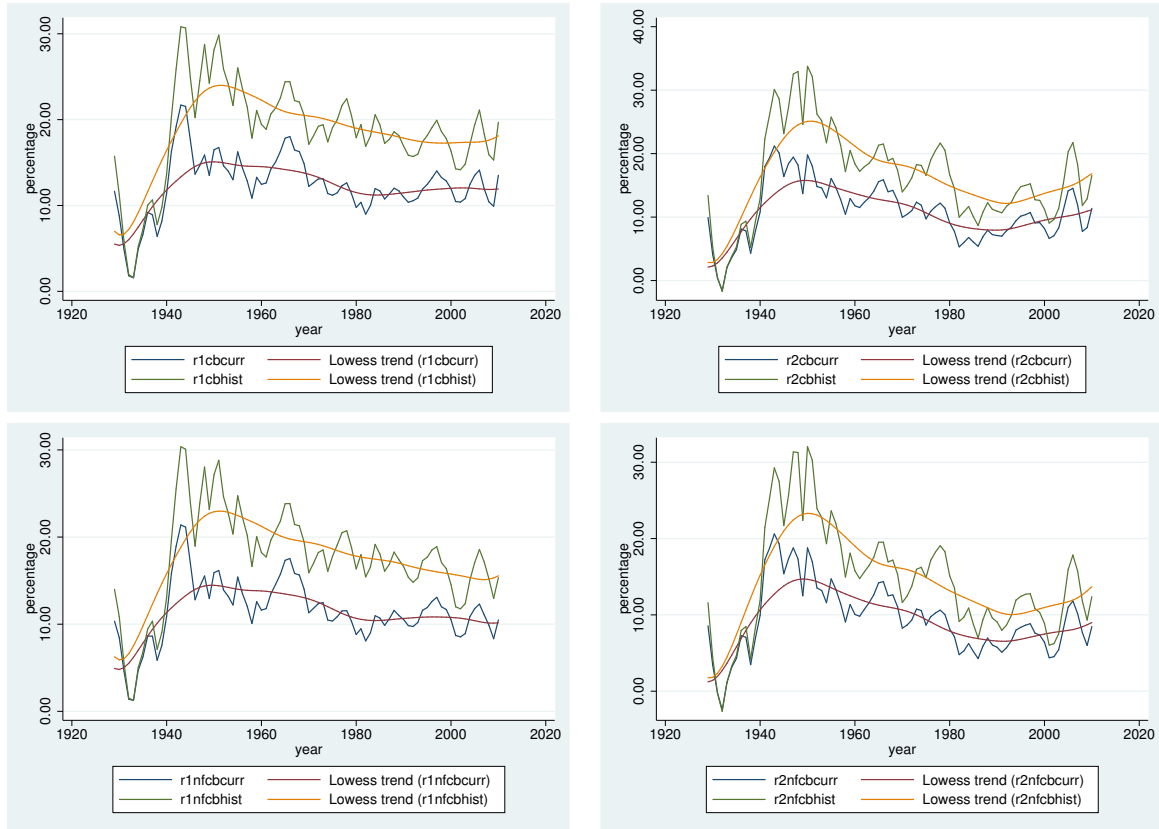 30.00
20.00
10.00
0.00
percentage
1920 1940 1960 1980 2000 2020
year
r1cbcurr Lowess trend (r1cbcurr)
r1cbhist Lowess trend (r1cbhist)
40.00
30.00
20.00
10.00
0.00
percentage
1920 1940 1960 1980 2000 2020
year
r2cbcurr Lowess trend (r2cbcurr)
r2cbhist Lowess trend (r2cbhist)
30.00
20.00
10.00
0.00
percentage
1920 1940 1960 1980 2000 2020
year
r1nfcbcurr Lowess trend (r1nfcbcurr)
r1nfcbhist Lowess trend (r1nfcbhist)
30.00
20.00
10.00
0.00
percentage
1920 1940 1960 1980 2000 2020
year
r2nfcbcurr Lowess trend (r2nfcbcurr)
r2nfcbhist Lowess trend (r2nfcbhist)